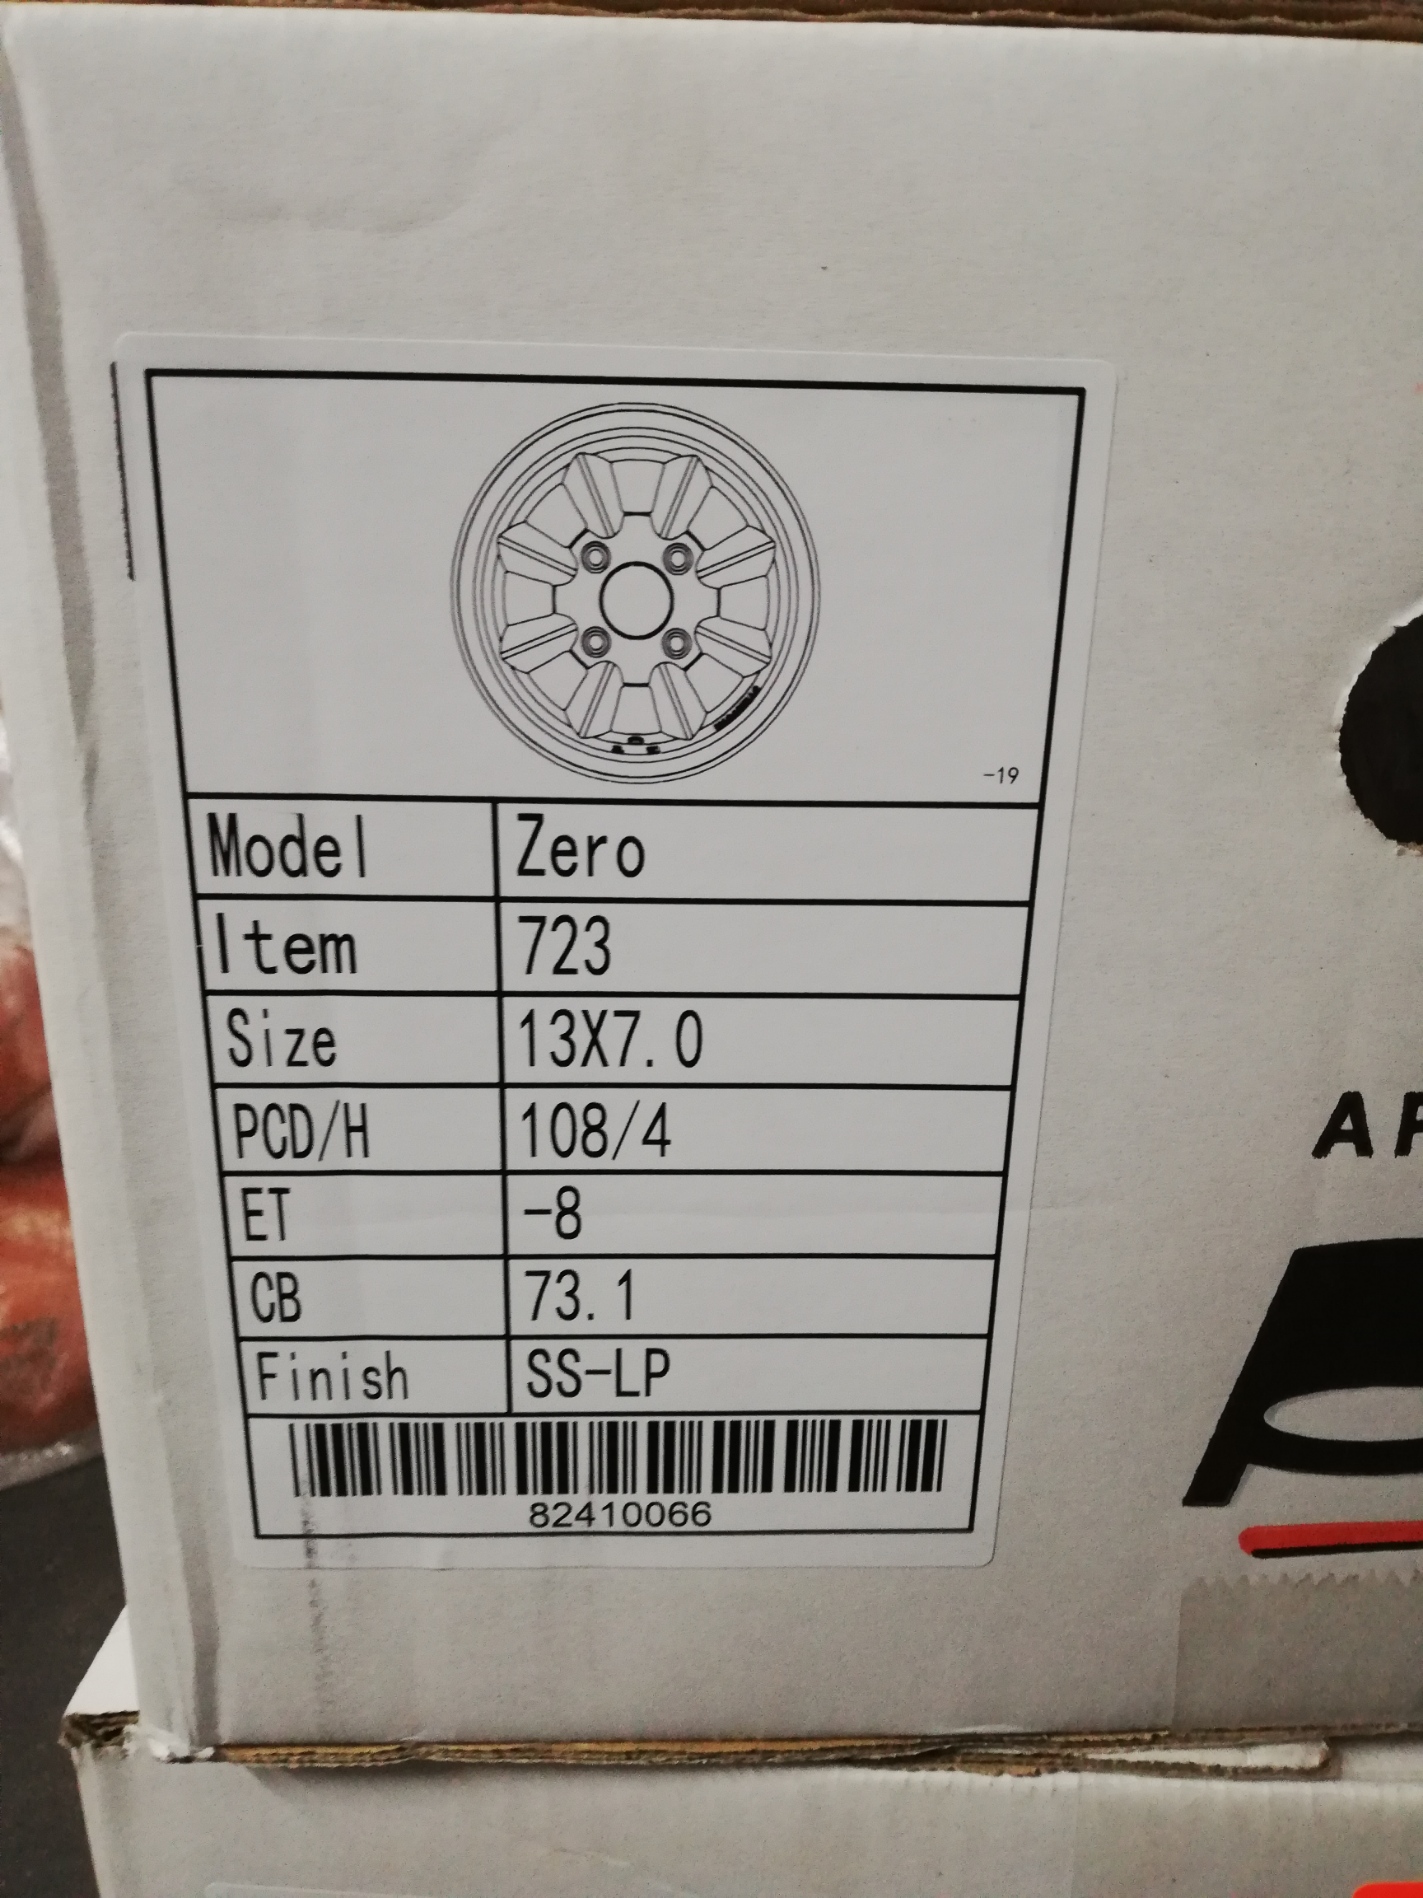 -19
Model Zero
Item 723
Size 13X7.0
PCD/H 108/4
ET -8
CB 73.1
Finish SS-LP
82410066